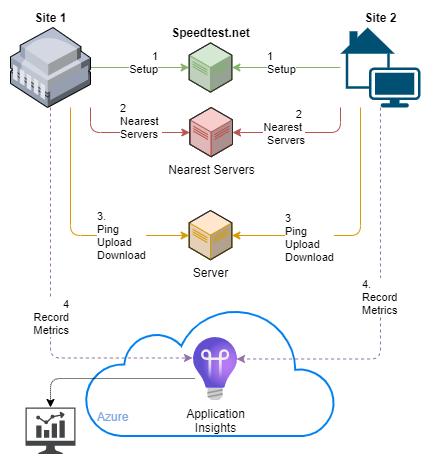 Site 1
Speedtest.net
Site 2
1
Setup
1
Setup
2
Nearest
Servers
2
Nearest
Servers
Nearest Servers
3.
Ping
Upload
Download
3
Ping
Upload
Download
Server
4
Record
Metrics
4.
Record
Metrics
Azure
Application
Insights